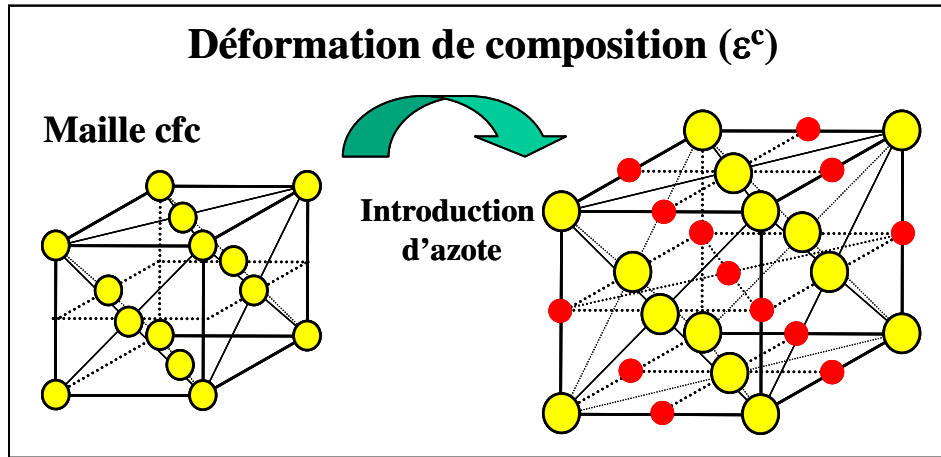 Déformation de composition (εᶜ)
Maille cfc
Introduction
d'azote